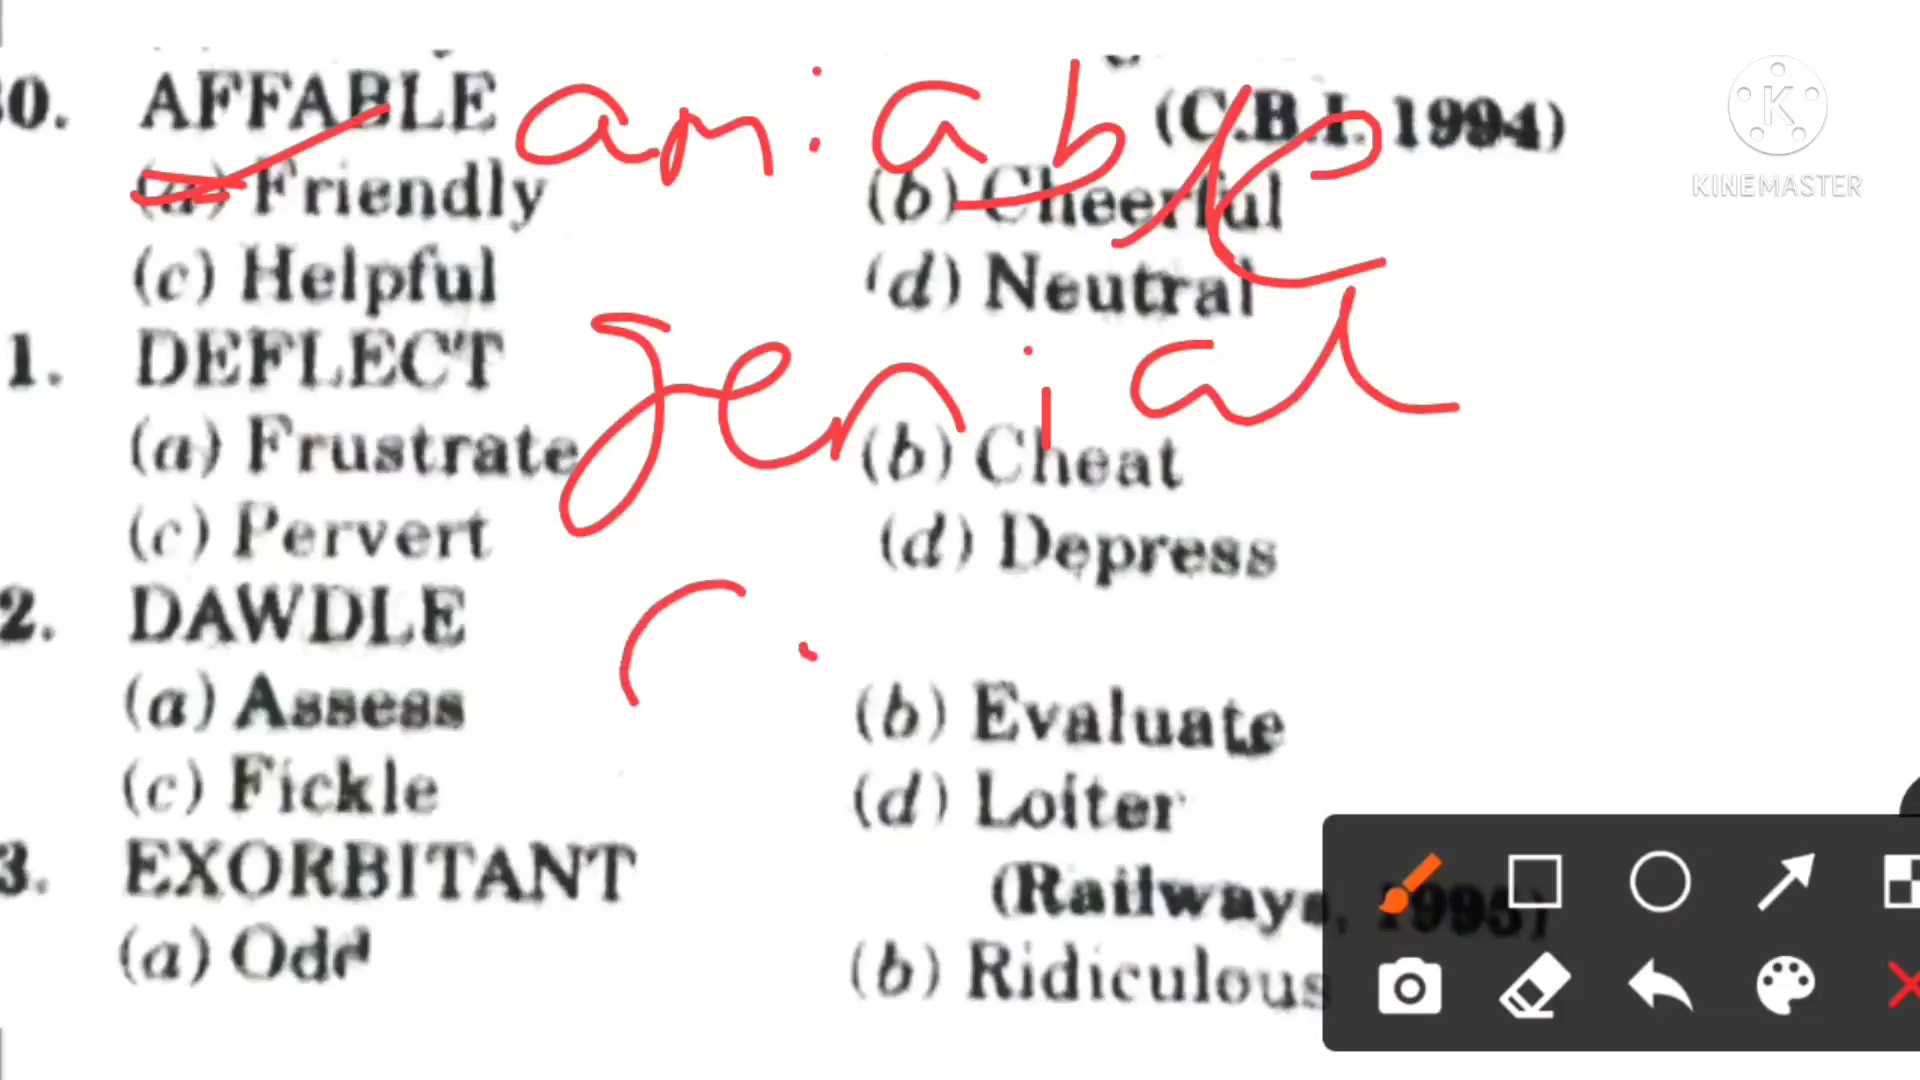 0. AFFABLE amiable (C.B.I. 1994)
(a) Friendly (b) Cheerful
(c) Helpful (d) Neutral
1. DEFLECT genial
(a) Frustrate (b) Cheat
(c) Pervert (d) Depress
2. DAWDLE
(a) Assess (b) Evaluate
(c) Fickle (d) Loiter
3. EXORBITANT (Railways, 1995)
(a) Odd (b) Ridiculous
K
KINEMASTER